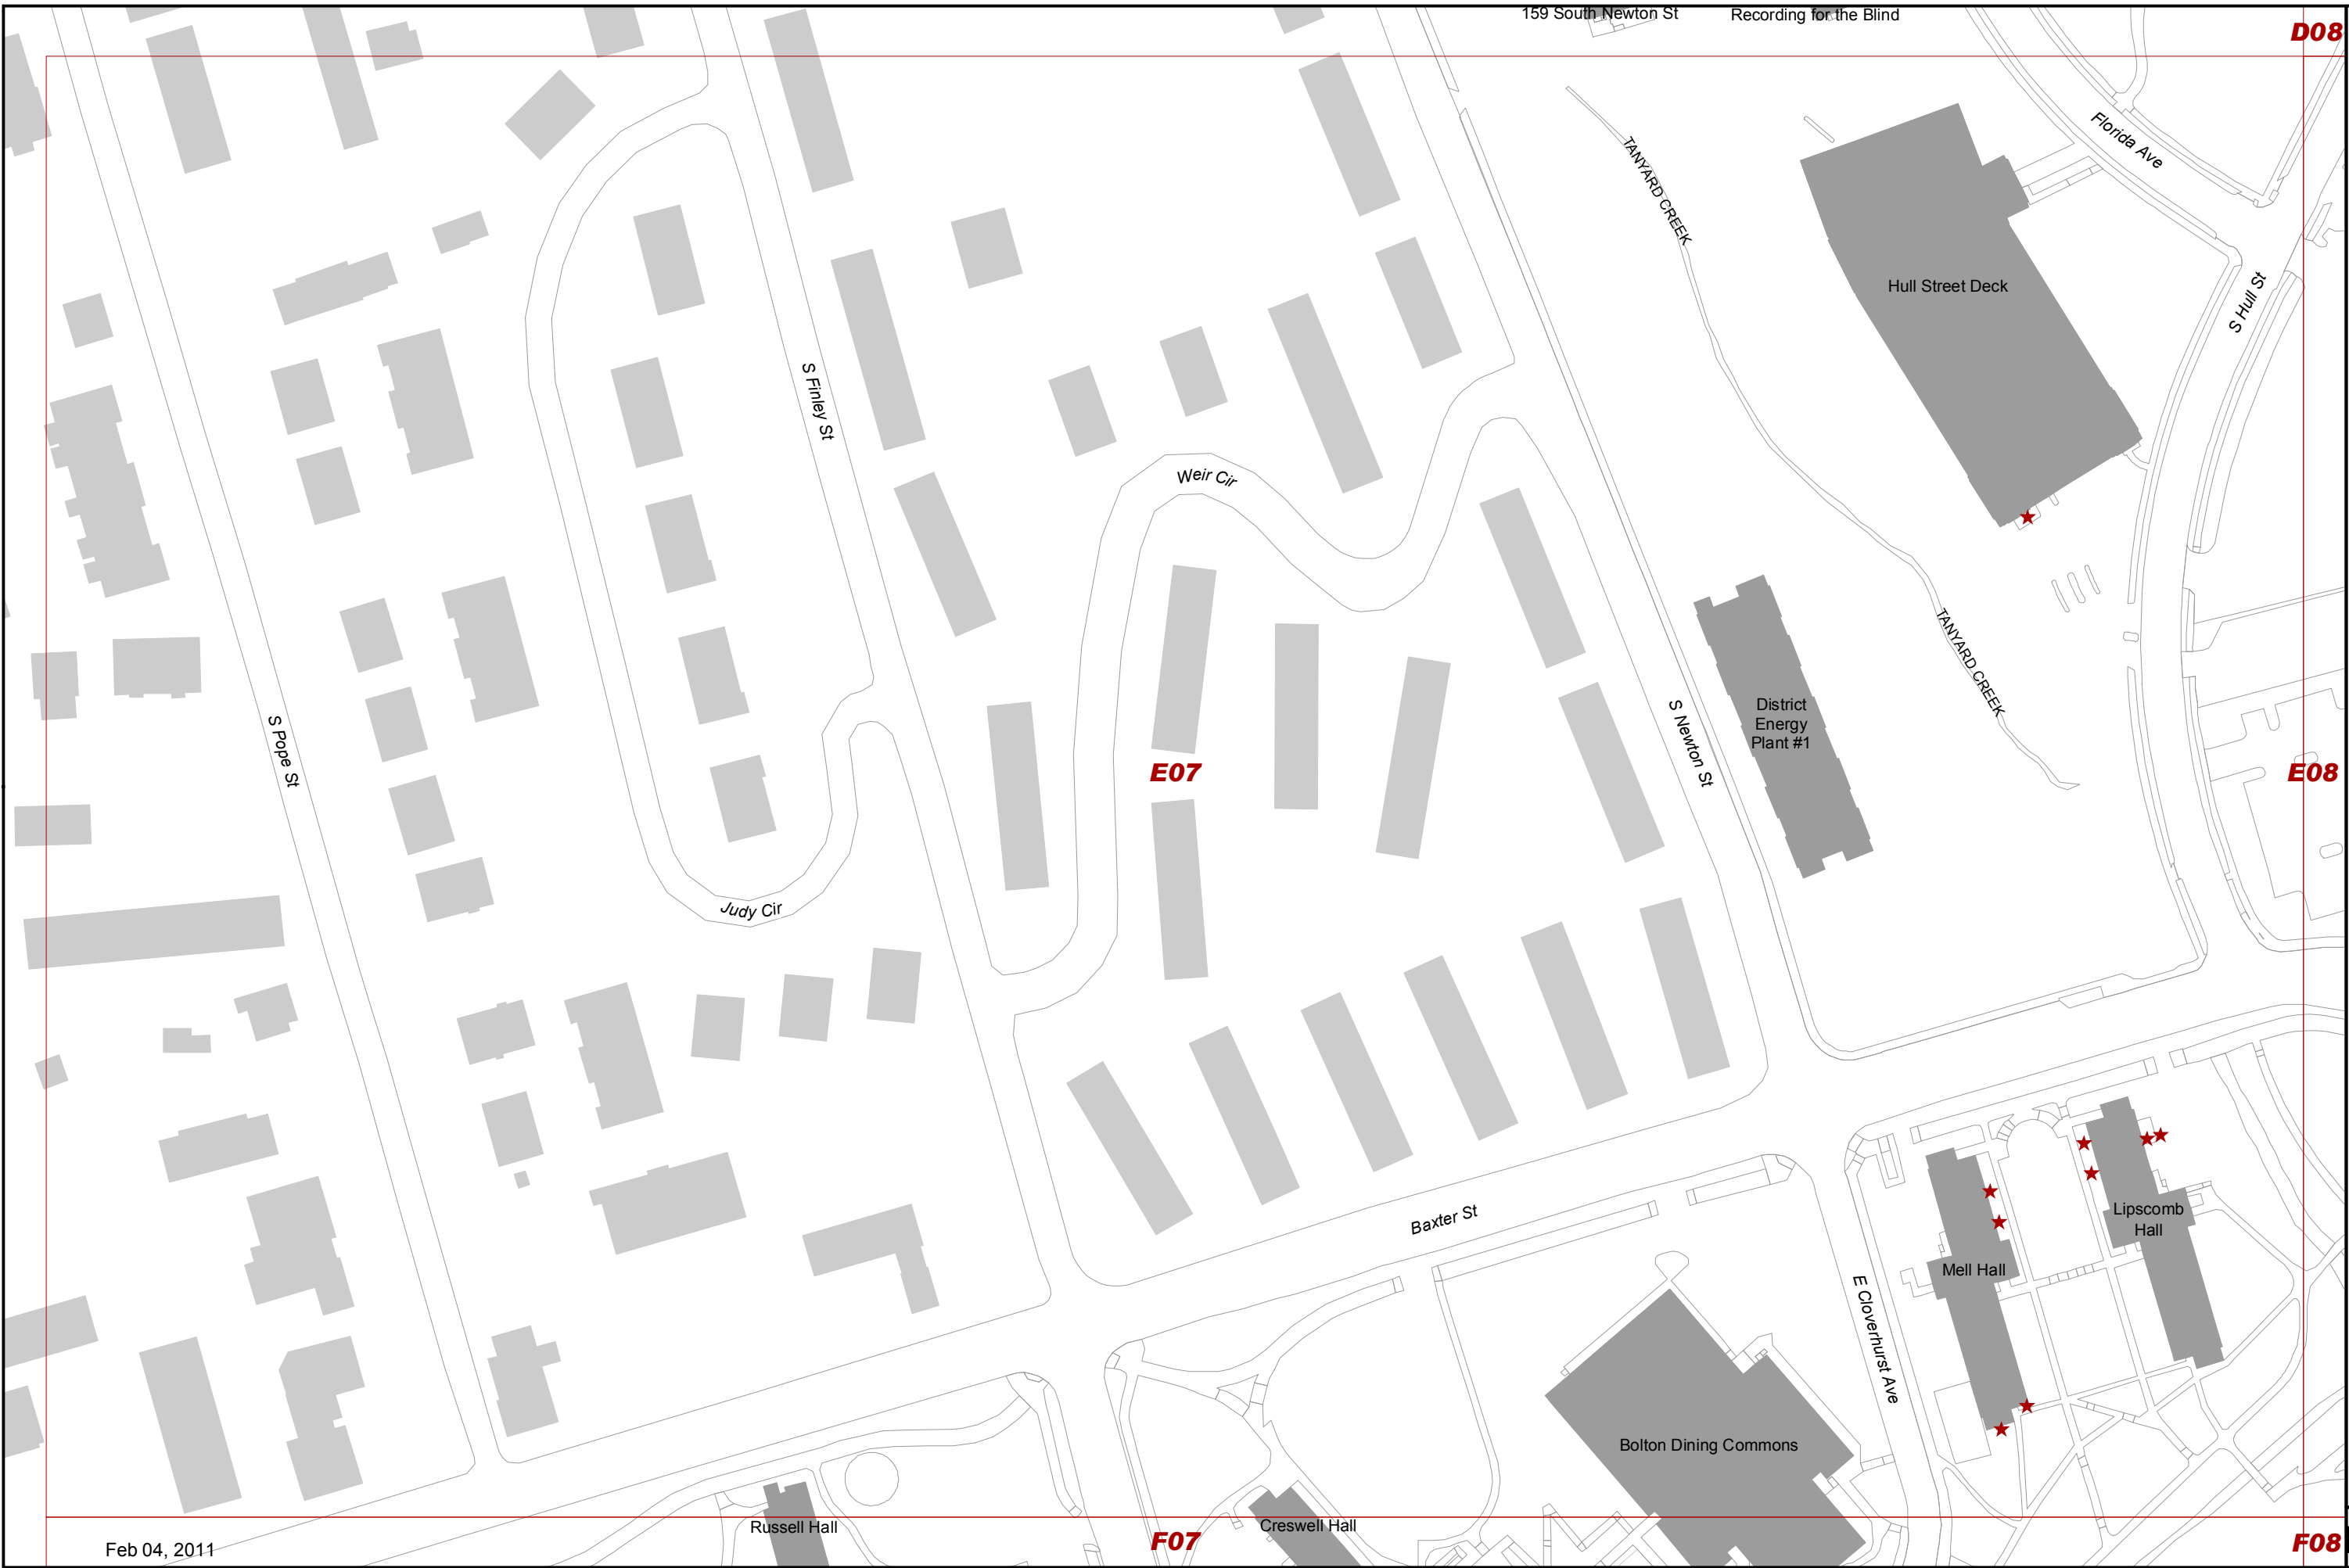 159 South Newton St
Recording for the Blind
D08
Florida Ave
TANYARD CREEK
Hull Street Deck
S Hull St
S Finley St
Weir Cir
TANYARD CREEK
S Pope St
S Newton St
District
Energy
Plant #1
E07
E08
Judy Cir
Baxter St
Lipscomb
Hall
Mell Hall
E Cloverhurst Ave
Bolton Dining Commons
Russell Hall
Creswell Hall
Feb 04, 2011
F07
F08